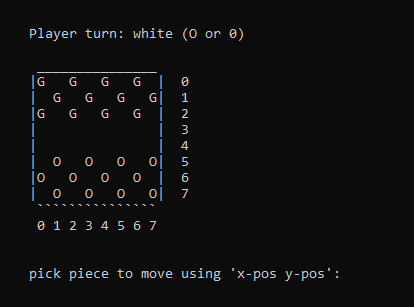 Player turn: white (O or 0)
 _______________
|G   G   G   G  |  0
|  G   G   G   G|  1
|G   G   G   G  |  2
|               |  3
|               |  4
|  O   O   O   O|  5
|O   O   O   O  |  6
|  O   O   O   O|  7
 ```````````````
 0 1 2 3 4 5 6 7
pick piece to move using 'x-pos y-pos':